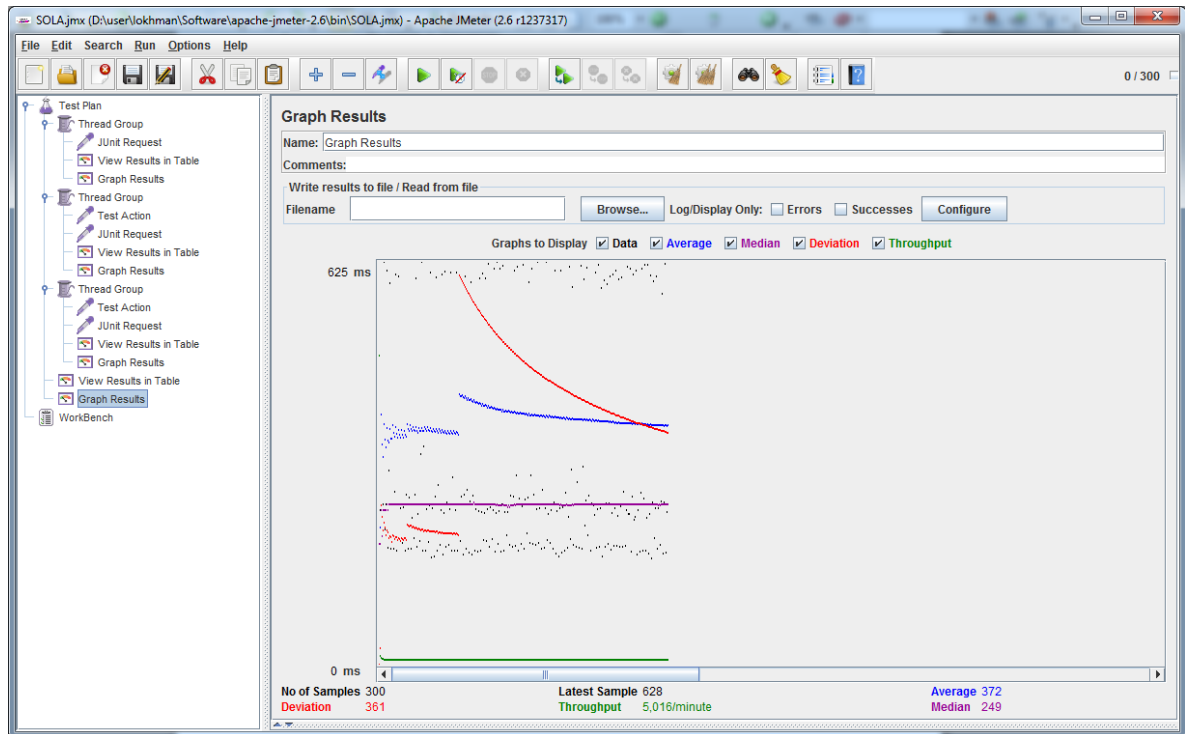 SOLA.jmx (D:\user\lokhman\Software\apache-jmeter-2.6\bin\SOLA.jmx) - Apache JMeter (2.6 r1237317)
File Edit Search Run Options Help
0 / 300
Test Plan
Thread Group
JUnit Request
View Results in Table
Graph Results
Thread Group
Test Action
JUnit Request
View Results in Table
Graph Results
Thread Group
Test Action
JUnit Request
View Results in Table
Graph Results
View Results in Table
Graph Results
WorkBench
Graph Results
Name: Graph Results
Comments:
Write results to file / Read from file
Filename Browse... Log/Display Only: Errors Successes Configure
Graphs to Display Data Average Median Deviation Throughput
625 ms
0 ms
No of Samples 300 Latest Sample 628 Average 372
Deviation 361 Throughput 5,016/minute Median 249